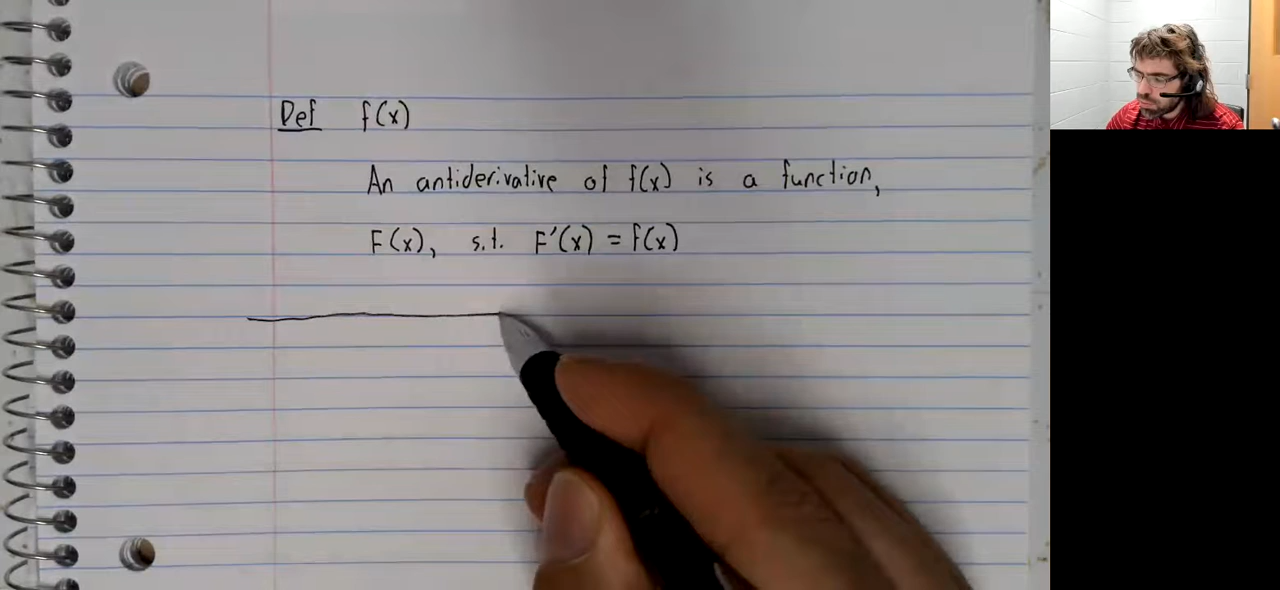 Def f(x)
An antiderivative of f(x) is a function,
F(x), s.t. F'(x) = f(x)